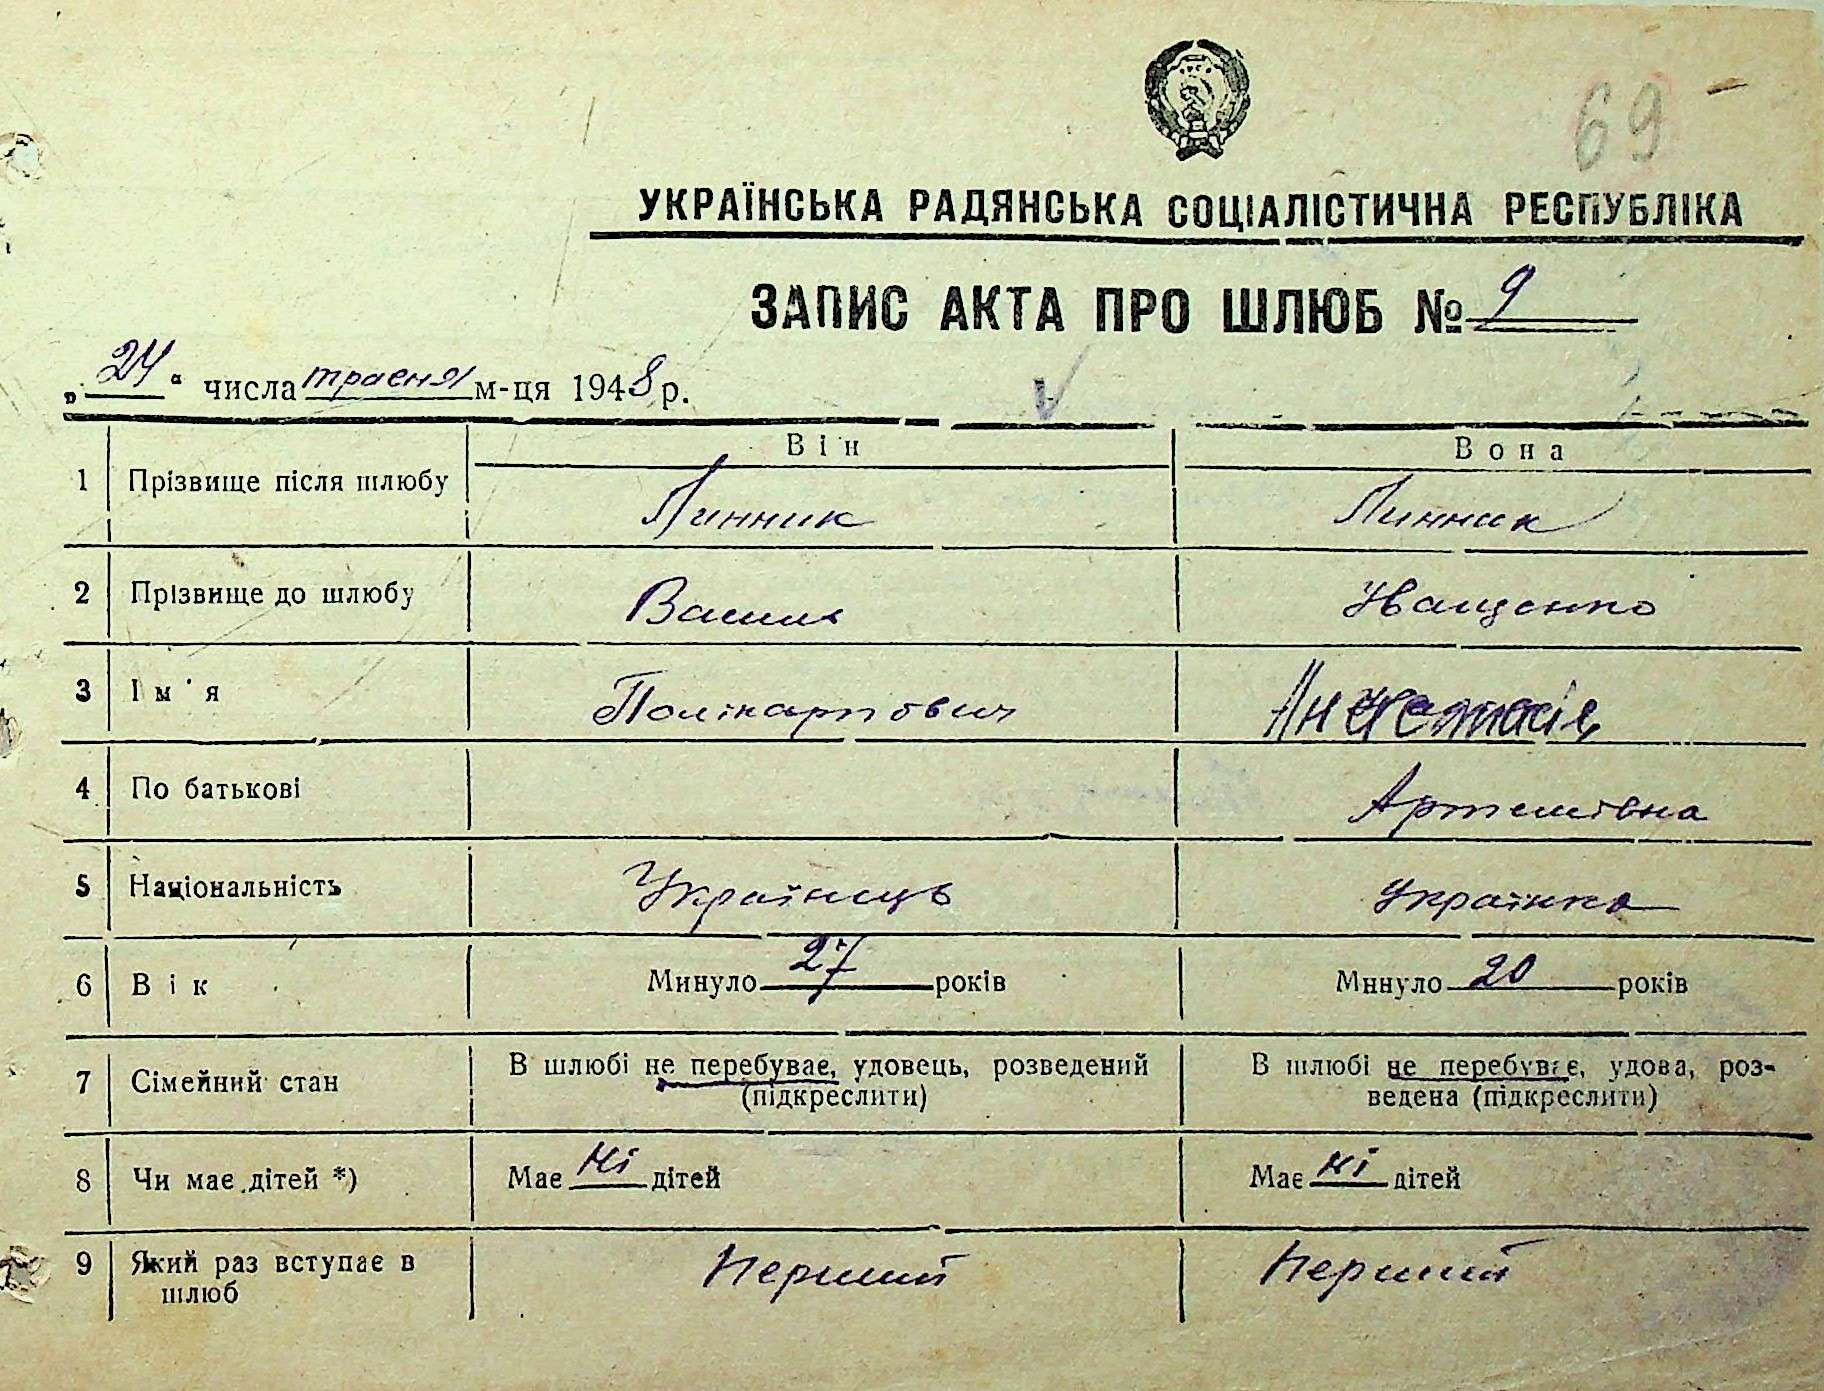 69
УКРАЇНСЬКА РАДЯНСЬКА СОЦІАЛІСТИЧНА РЕСПУБЛІКА
ЗАПИС АКТА ПРО ШЛЮБ № 9
„24“ числа травня м-ця 1948 р.
Він Вона
1 Прізвище після шлюбу Линник Линник
2 Прізвище до шлюбу Василь Іващенко
3 Ім'я Полікарпович Анастасія
4 По батькові Артемівна
5 Національність Українець Українка
6 Вік Минуло 27 років Минуло 20 років
7 Сімейний стан В шлюбі не перебуває, удовець, розведений В шлюбі не перебуває, удова, роз-
(підкреслити) ведена (підкреслити)
8 Чи має дітей *) Має ні дітей Має ні дітей
9 Який раз вступає в Перший Перший
шлюб